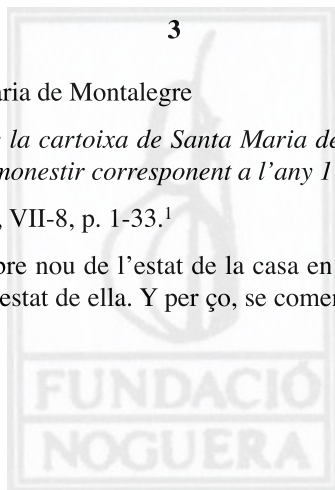 3
aria de Montalegre
la cartoixa de Santa Maria de
monestir corresponent a l’any 1
, VII-8, p. 1-33.¹
bre nou de l’estat de la casa en
estat de ella. Y per ço, se comen
FUNDACIÓ
NOGUERA